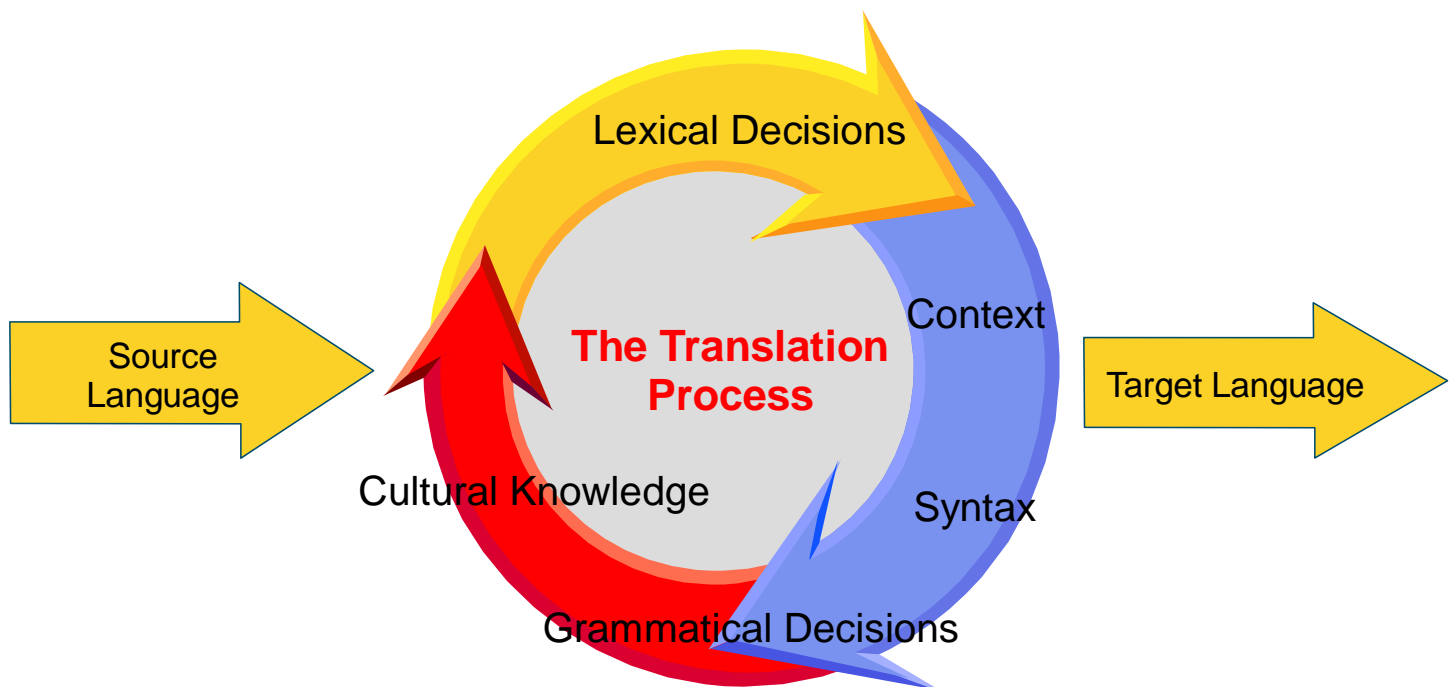 Lexical Decisions
Source
Language
The Translation
Process
Context
Target Language
Cultural Knowledge
Syntax
Grammatical Decisions